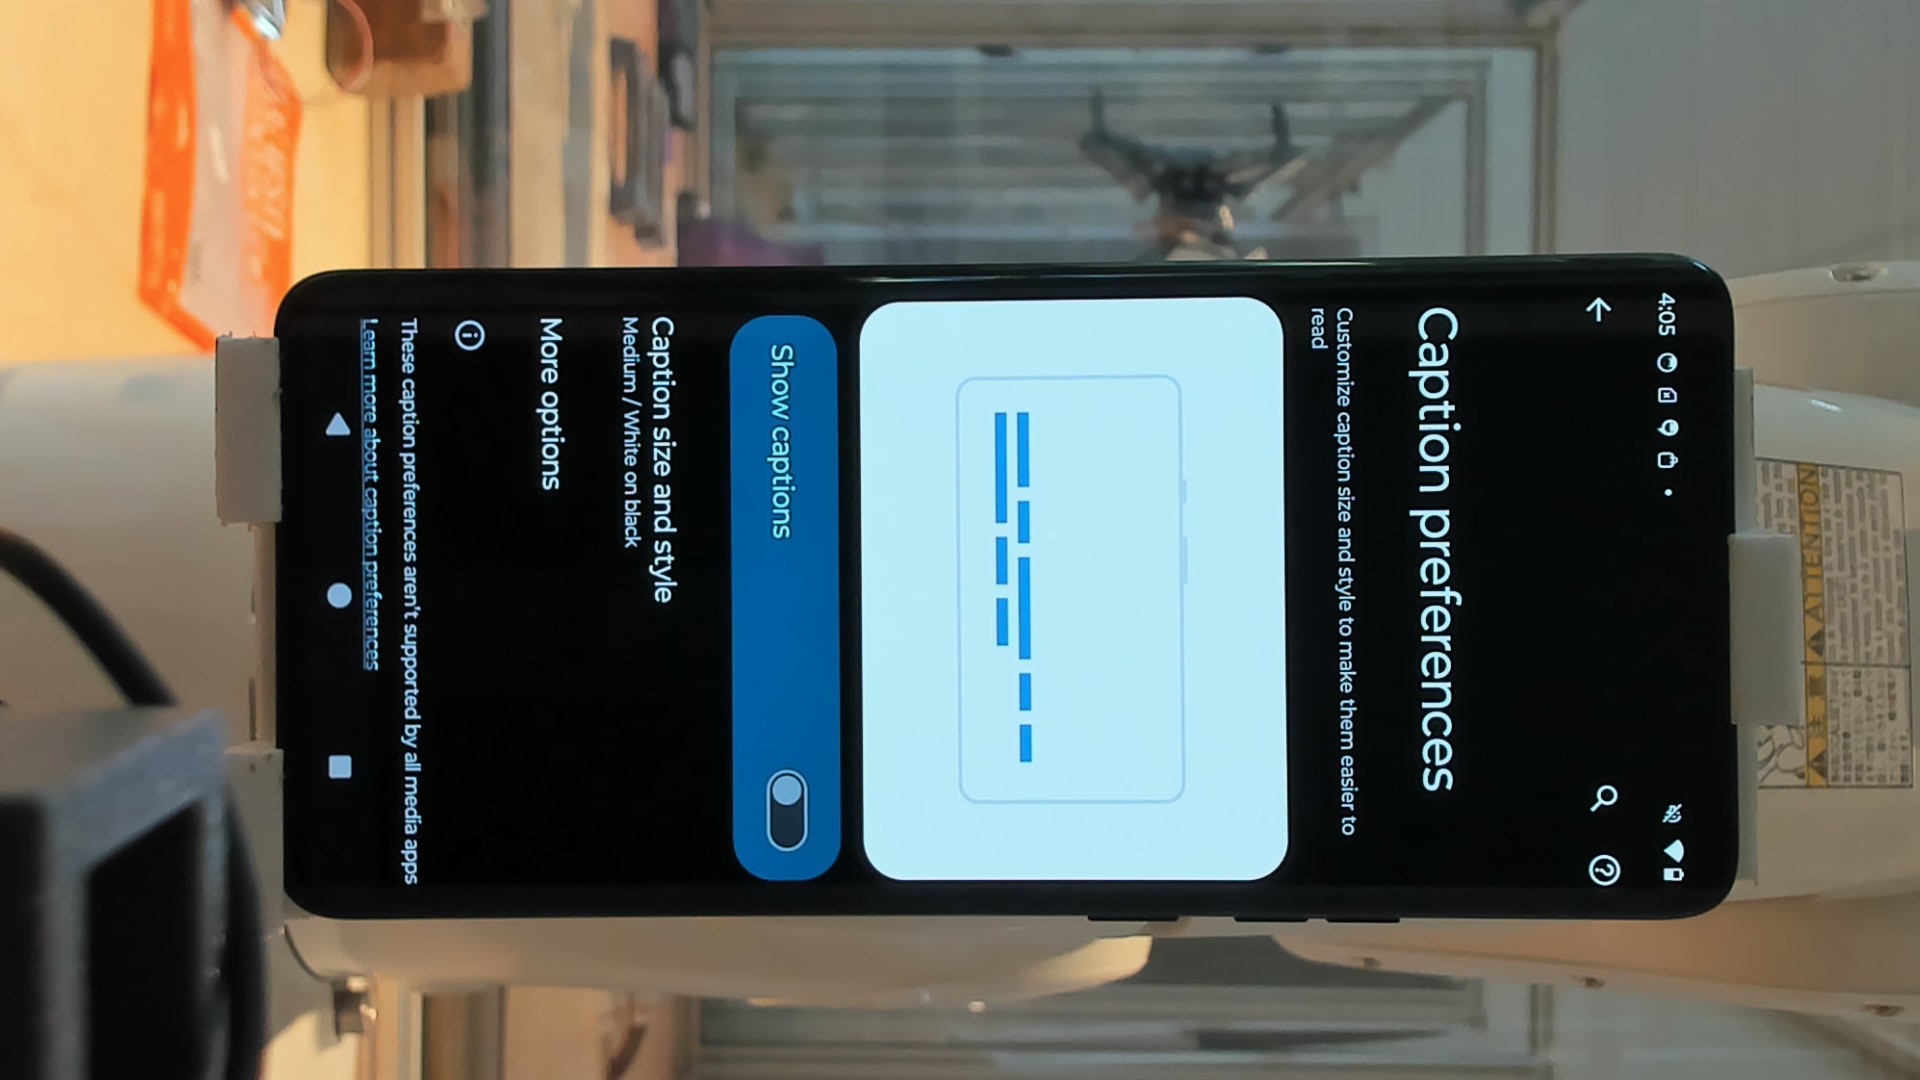 4:05
Caption preferences
Customize caption size and style to make them easier to
read
Show captions
Caption size and style
Medium / White on black
More options
These caption preferences aren't supported by all media apps
Learn more about caption preferences
ATTENTION